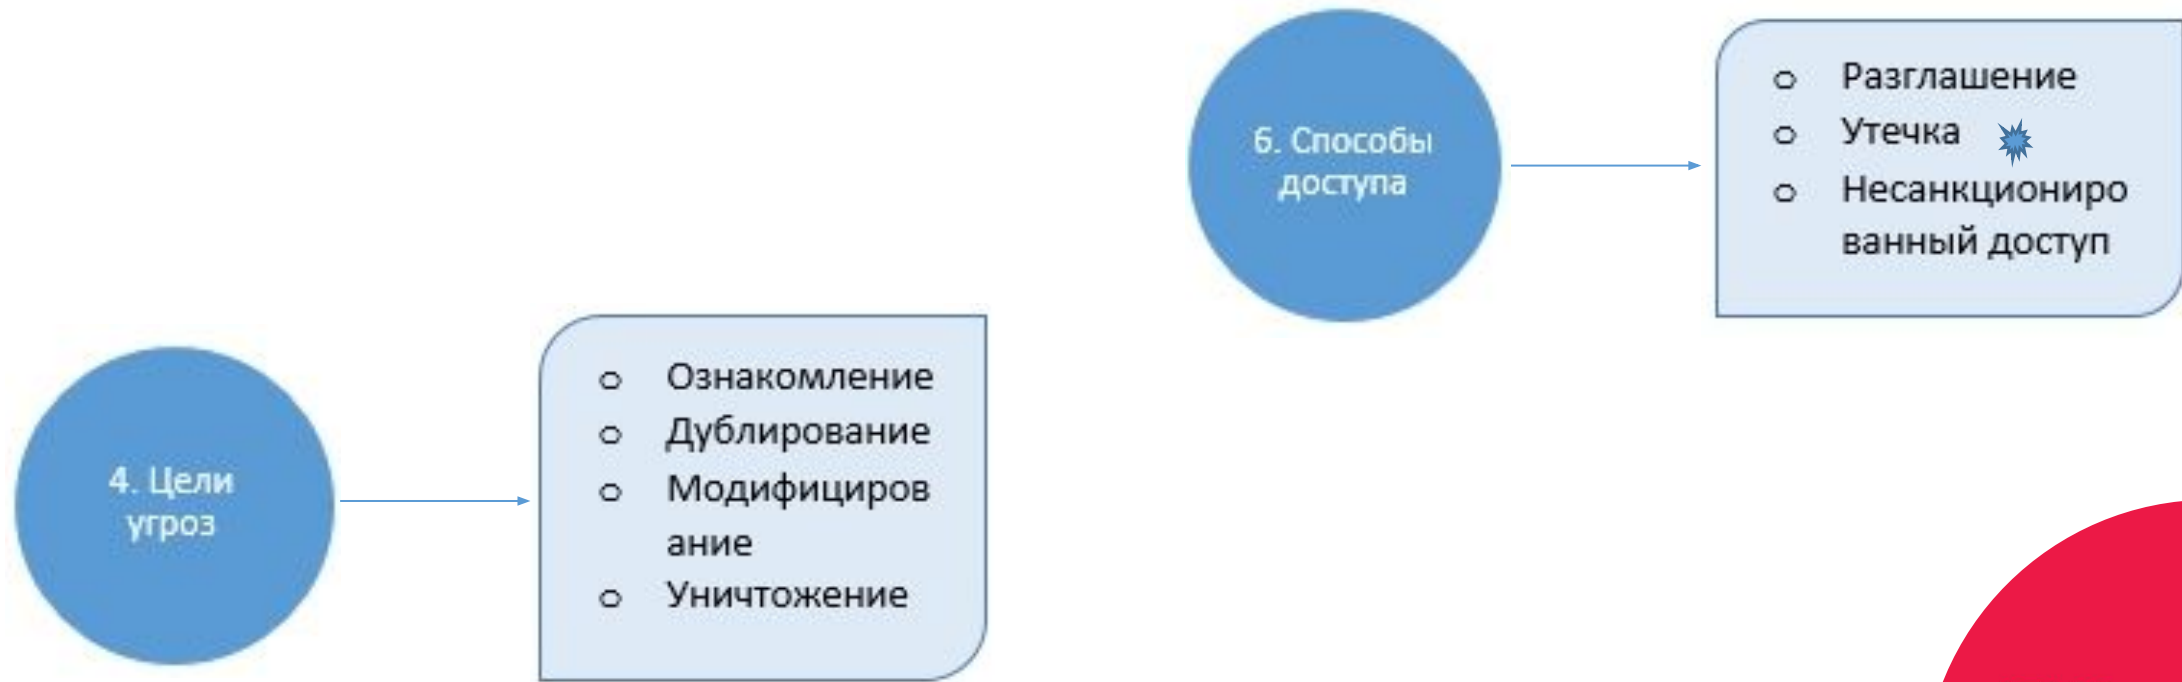 6. Способы
доступа
Разглашение
Утечка
Несанкциониро
ванный доступ
4. Цели
угроз
Ознакомление
Дублирование
Модифициров
ание
Уничтожение